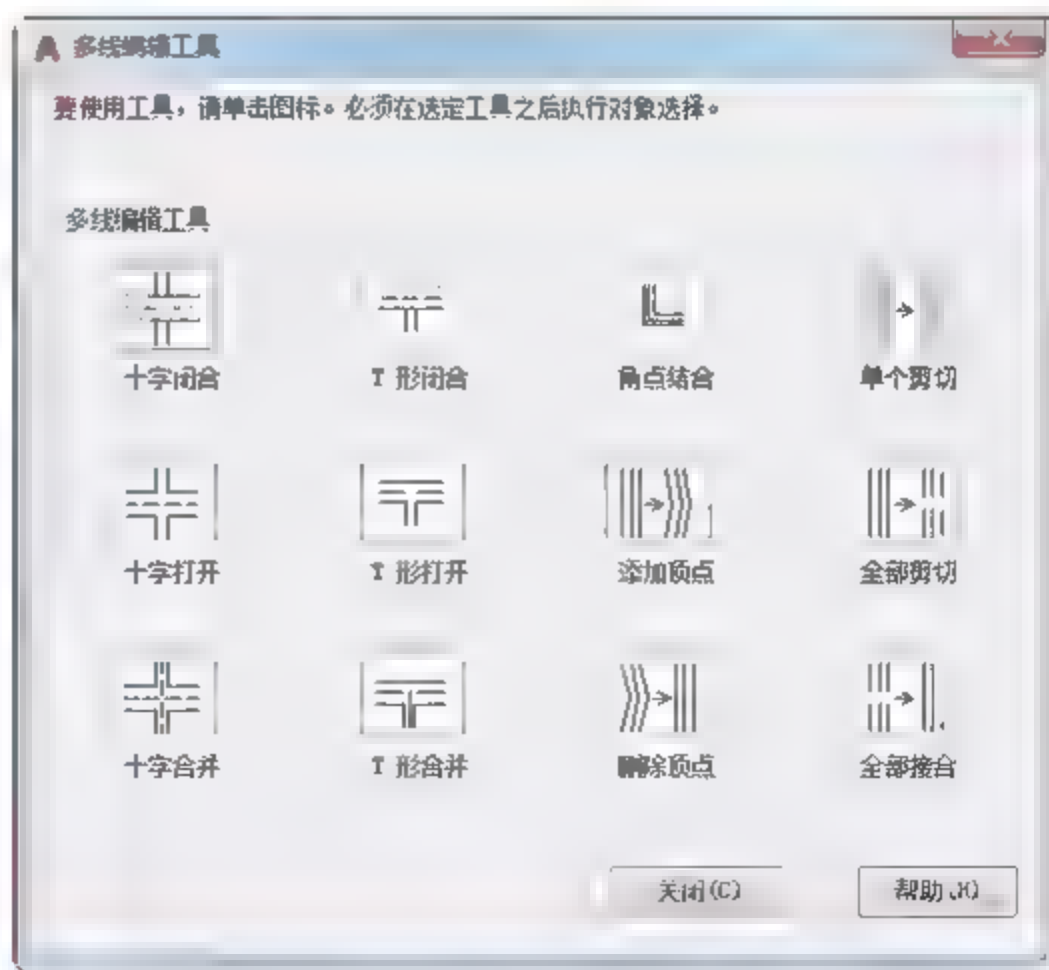 多线编辑工具
要使用工具，请单击图标。必须在选定工具之后执行对象选择。
多线编辑工具
十字闭合 T 形闭合 角点结合 单个剪切
十字打开 T 形打开 添加顶点 全部剪切
十字合并 T 形合并 删除顶点 全部接合
关闭(C) 帮助(H)